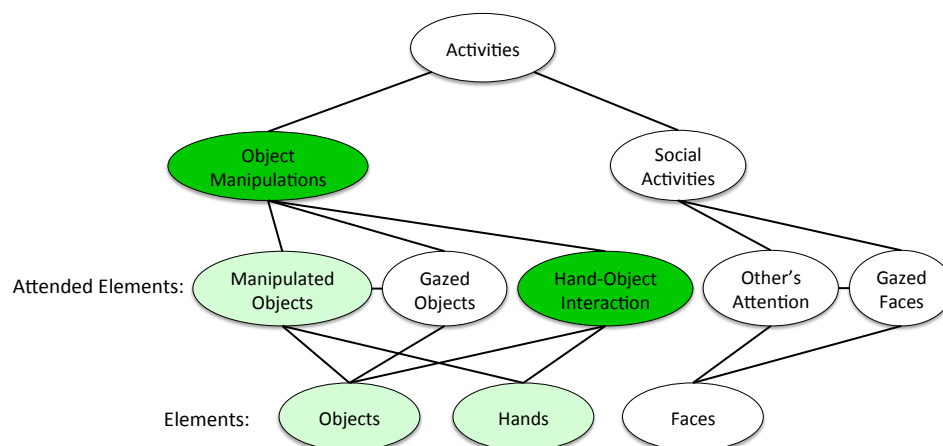 Activities
Object
Manipulations
Social
Activities
Attended Elements:
Manipulated
Objects
Gazed
Objects
Hand-Object
Interaction
Other's
Attention
Gazed
Faces
Elements:
Objects
Hands
Faces